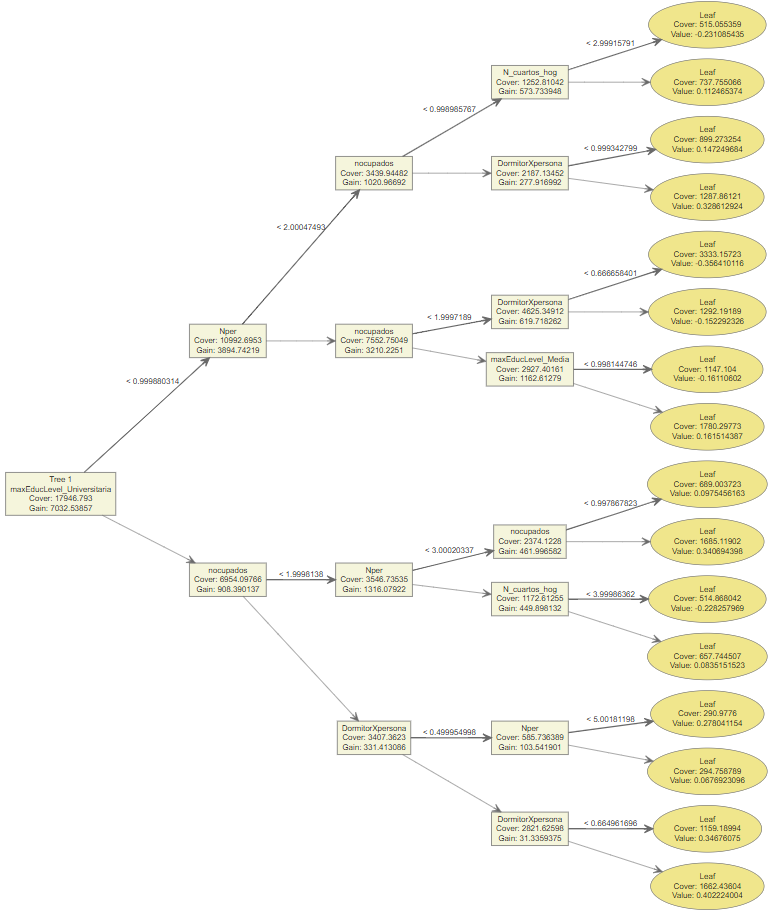 Leaf
Cover: 515.055359
Value: -0.231085435
< 2.99915791
N_cuartos_hog
Cover: 1252.81042
Gain: 573.733948
Leaf
Cover: 737.755066
Value: 0.112465374
< 0.998985767
Leaf
Cover: 899.273254
Value: 0.147249684
< 0.999342799
nocupados
Cover: 3439.94482
Gain: 1020.96692
DormitorXpersona
Cover: 2187.13452
Gain: 277.916992
Leaf
Cover: 1287.86121
Value: 0.328612924
< 2.00047493
Leaf
Cover: 3333.15723
Value: -0.356410116
< 0.666658401
DormitorXpersona
Cover: 4625.34912
Gain: 619.718262
Leaf
Cover: 1292.19189
Value: -0.152292326
< 1.9997189
Nper
Cover: 10992.6953
Gain: 3894.74219
nocupados
Cover: 7552.75049
Gain: 3210.2251
maxEducLevel_Media
Cover: 2927.40161
Gain: 1162.61279
< 0.998144746
Leaf
Cover: 1147.104
Value: -0.16110602
< 0.999880314
Leaf
Cover: 1780.29773
Value: 0.161514387
Tree 1
maxEducLevel_Universitaria
Cover: 17946.793
Gain: 7032.53857
Leaf
Cover: 689.003723
Value: 0.0975456163
< 0.997867823
nocupados
Cover: 2374.1228
Gain: 461.996582
Leaf
Cover: 1685.11902
Value: 0.340694398
< 3.00020337
nocupados
Cover: 6954.09766
Gain: 908.390137
< 1.9998138
Nper
Cover: 3546.73535
Gain: 1316.07922
N_cuartos_hog
Cover: 1172.61255
Gain: 449.898132
< 3.99986362
Leaf
Cover: 514.868042
Value: -0.228257969
Leaf
Cover: 657.744507
Value: 0.0835151523
Leaf
Cover: 290.9776
Value: 0.278041154
< 5.00181198
DormitorXpersona
Cover: 3407.3623
Gain: 331.413086
< 0.499954998
Nper
Cover: 585.736389
Gain: 103.541901
Leaf
Cover: 294.758789
Value: 0.0676923096
DormitorXpersona
Cover: 2821.62598
Gain: 31.3359375
< 0.664961696
Leaf
Cover: 1159.18994
Value: 0.34676075
Leaf
Cover: 1662.43604
Value: 0.402224004